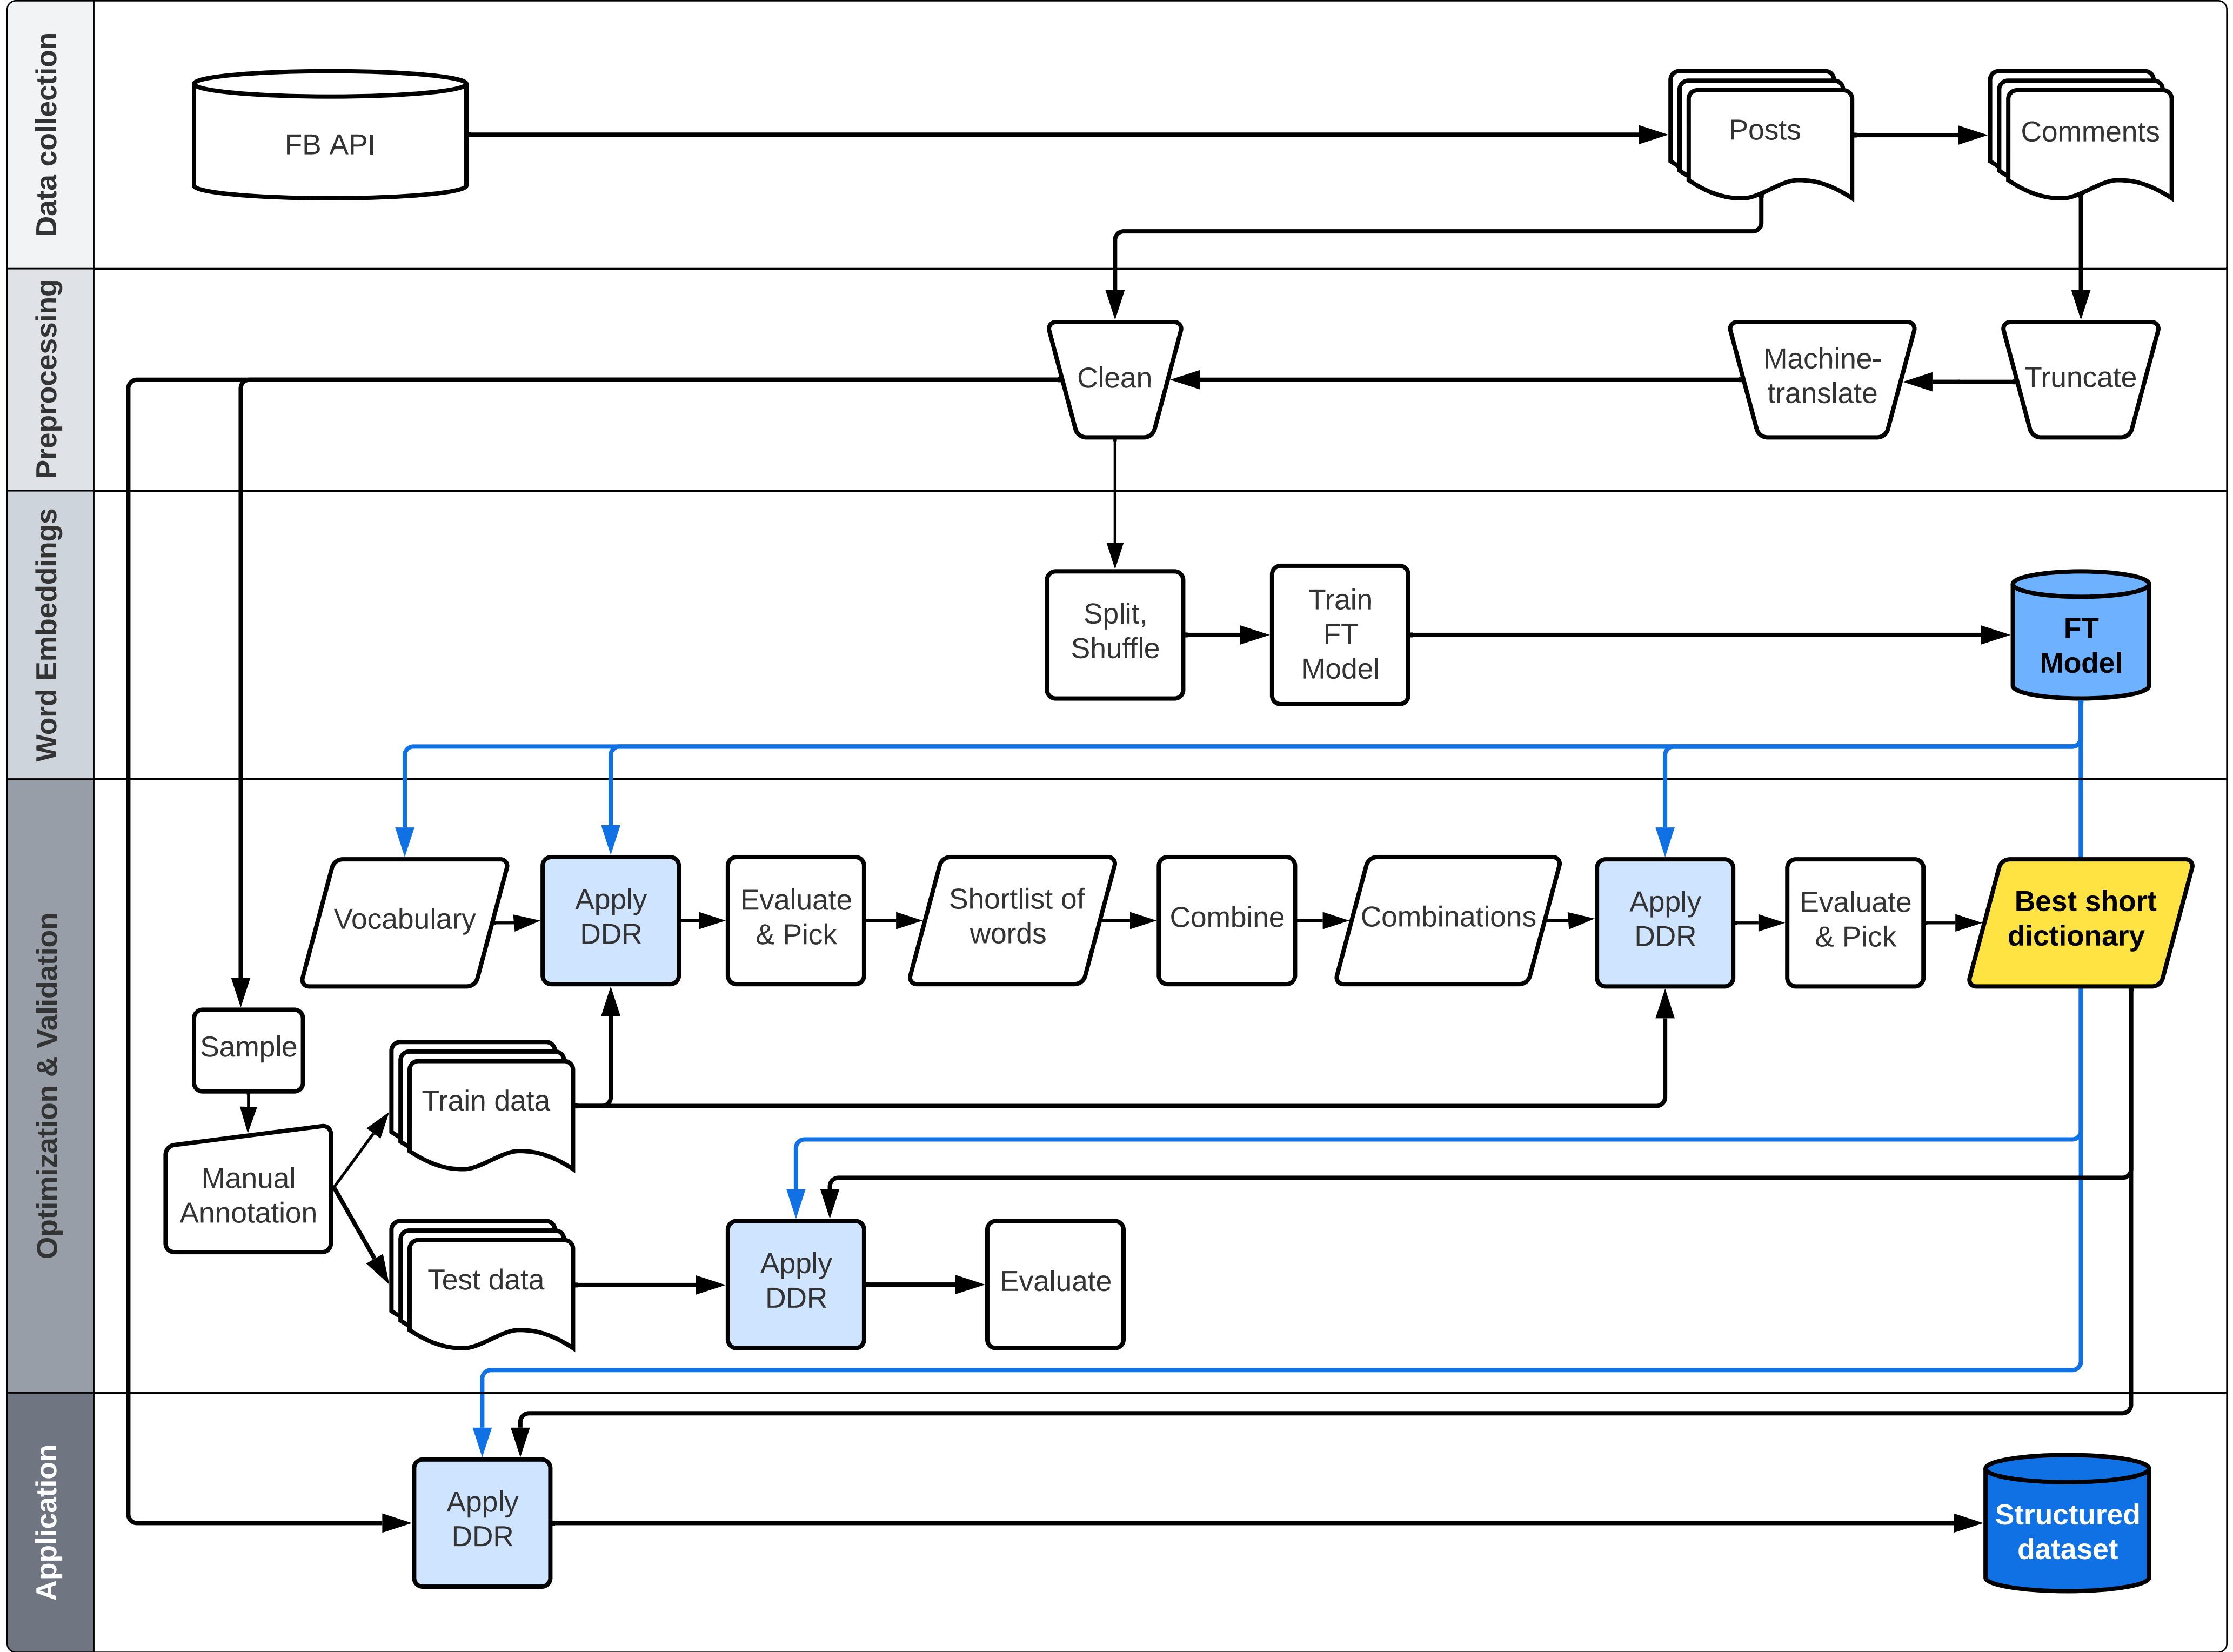 Data collection
FB API
Posts
Comments
Preprocessing
Clean
Machine-
translate
Truncate
Word Embeddings
Split,
Shuffle
Train
FT
Model
FT
Model
Optimization & Validation
Vocabulary
Apply
DDR
Evaluate
& Pick
Shortlist of
words
Combine
Combinations
Apply
DDR
Evaluate
& Pick
Best short
dictionary
Sample
Train data
Manual
Annotation
Test data
Apply
DDR
Evaluate
Application
Apply
DDR
Structured
dataset